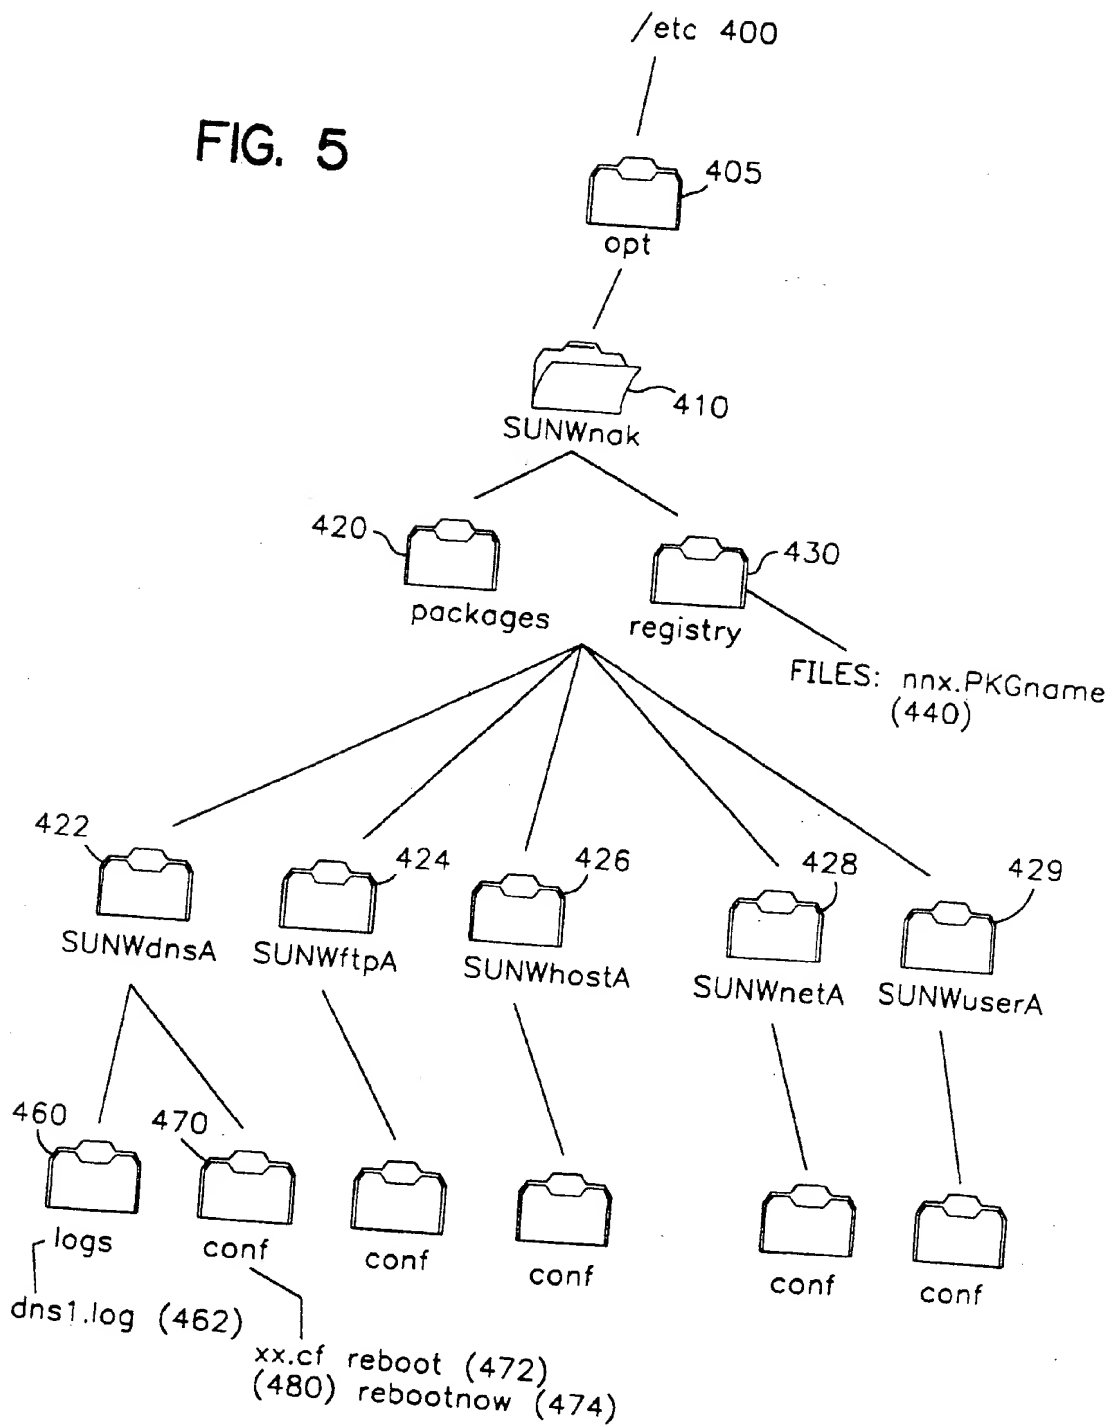 /etc 400
FIG. 5
405
opt
410
SUNWnak
420
430
packages
registry
FILES: nnx.PKGname
(440)
422
424
426
428
429
SUNWdnsA
SUNWftpA
SUNWhostA
SUNWnetA
SUNWuserA
460
470
logs
conf
conf
conf
conf
conf
dns1.log (462)
xx.cf reboot (472)
(480) rebootnow (474)